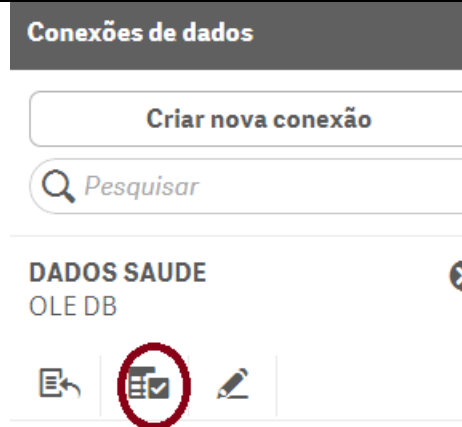 Conexões de dados
Criar nova conexão
Pesquisar
DADOS SAUDE
OLE DB